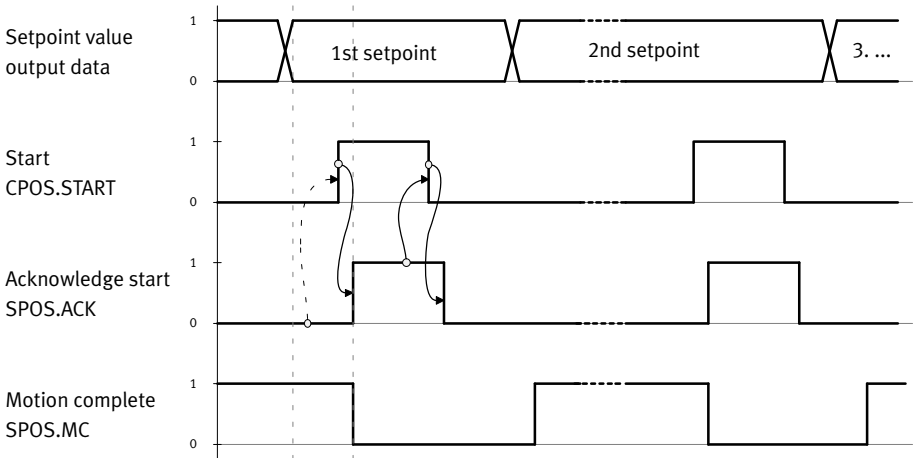 1
Setpoint value
output data
1st setpoint
2nd setpoint
3. ...
0
1
Start
CPOS.START
0
1
Acknowledge start
SPOS.ACK
0
1
Motion complete
SPOS.MC
0